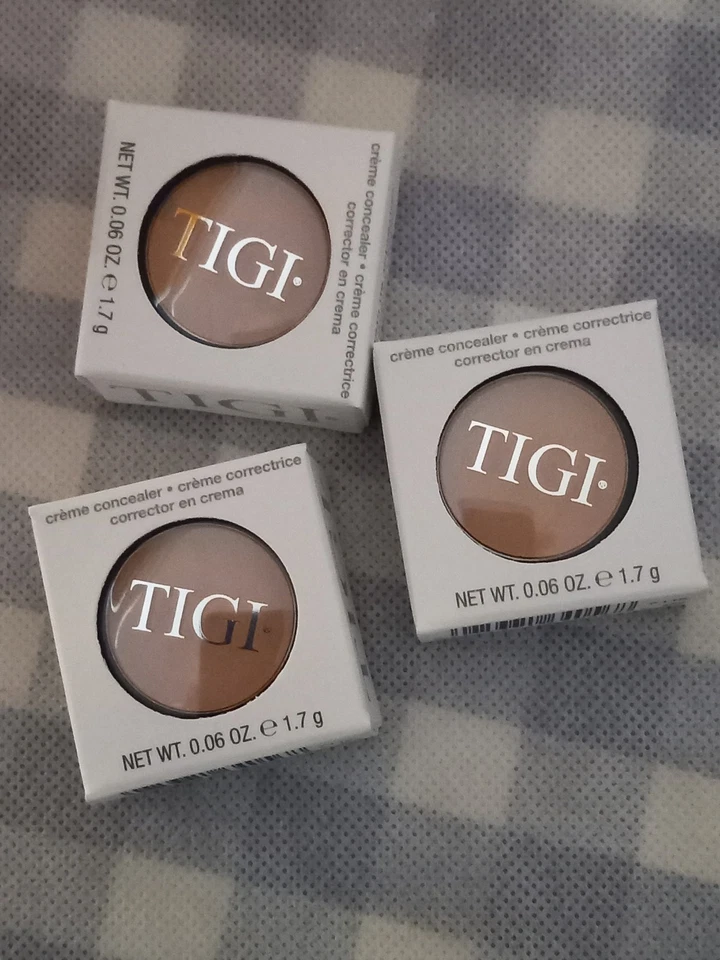 NET WT. 0.06 OZ. ℮ 1.7 g
TIGI®
crème concealer • crème correctrice
corrector en crema
TIGI
crème concealer • crème correctrice
corrector en crema
TIGI®
NET WT. 0.06 OZ. ℮ 1.7 g
crème concealer • crème correctrice
corrector en crema
TIGI®
NET WT. 0.06 OZ. ℮ 1.7 g